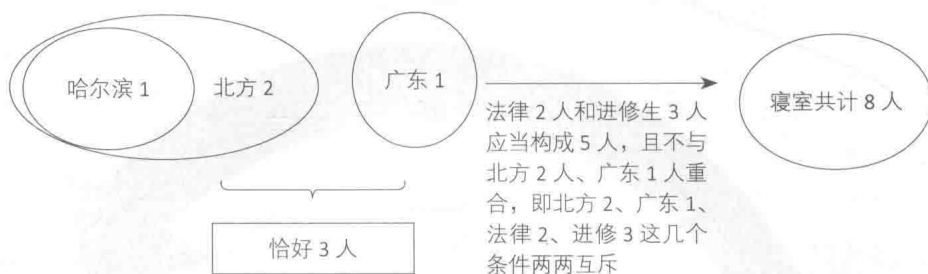 哈尔滨 1
北方 2
广东 1
寝室共计 8 人
法律 2 人和进修生 3 人
应当构成 5 人，且不与
北方 2 人、广东 1 人重
合，即北方 2、广东 1、
法律 2、进修 3 这几个
条件两两互斥
恰好 3 人